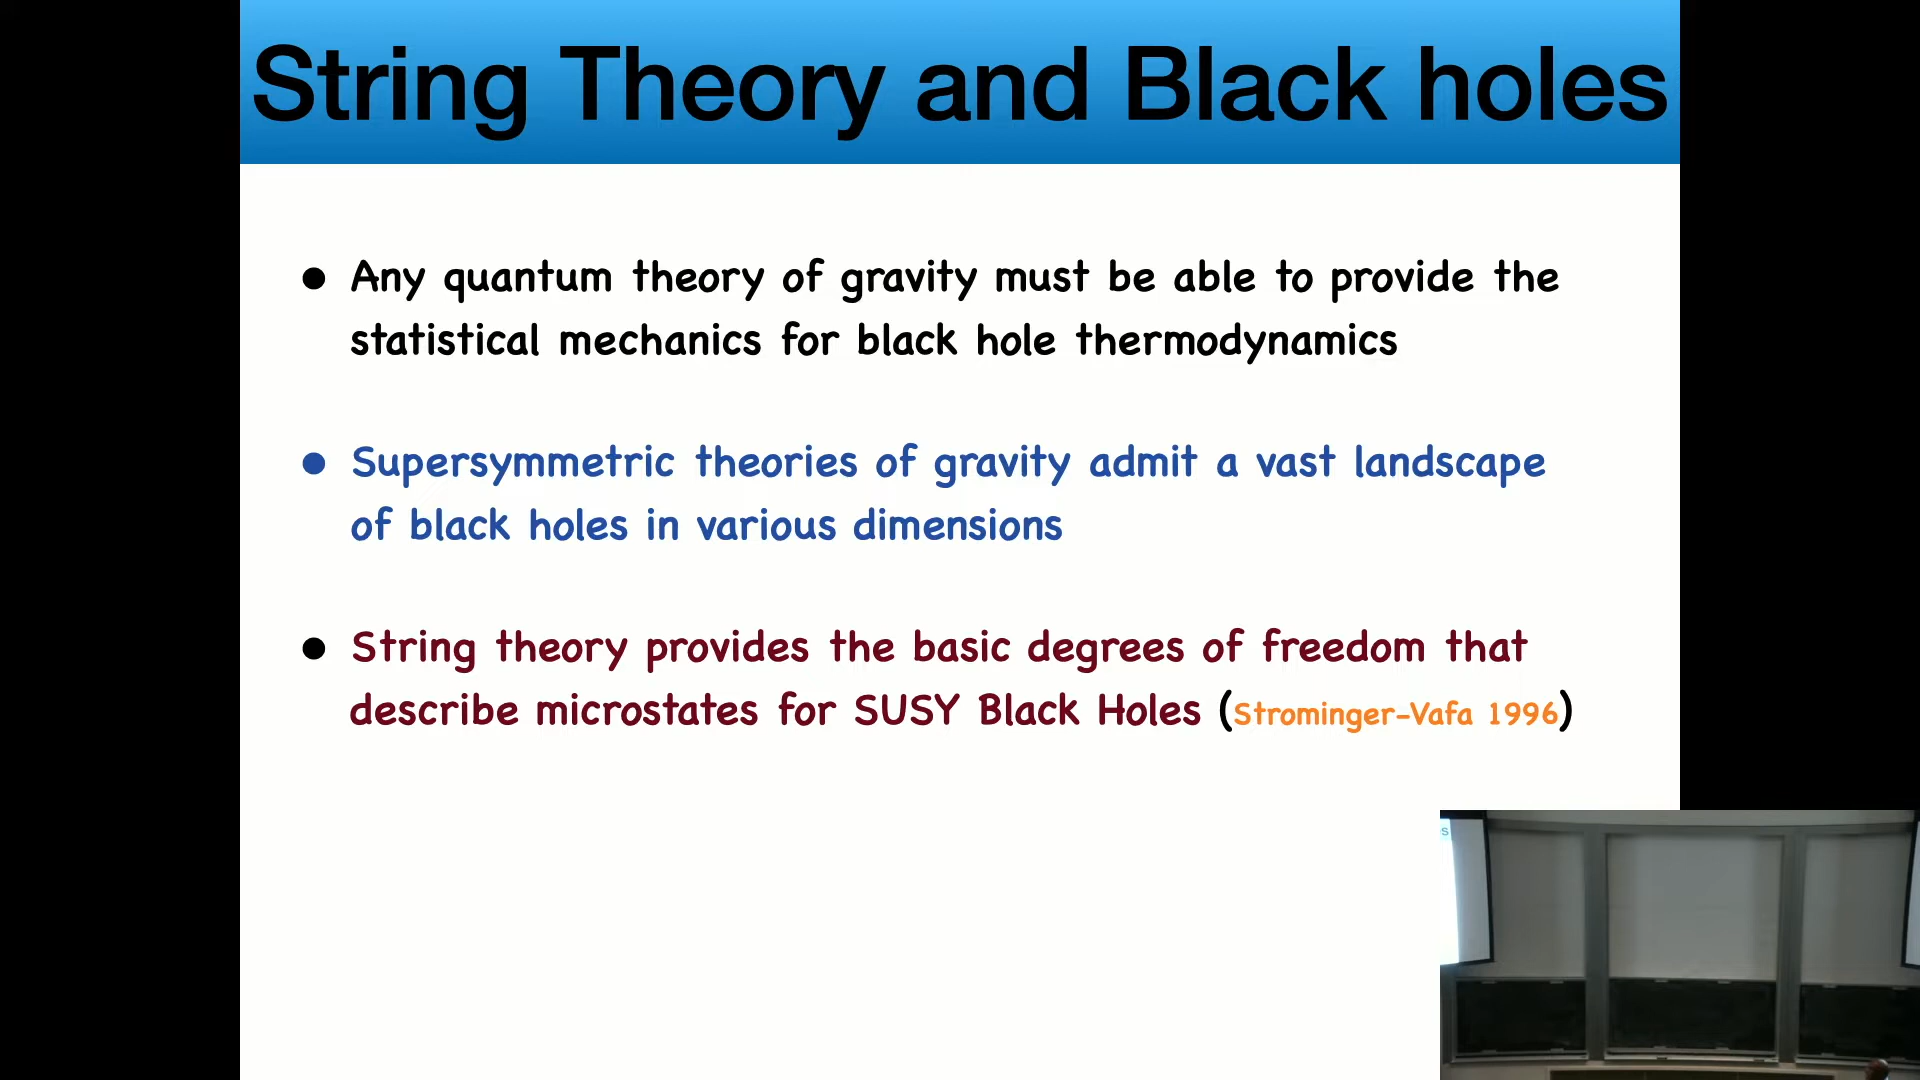 String Theory and Black holes
• Any quantum theory of gravity must be able to provide the
statistical mechanics for black hole thermodynamics
• Supersymmetric theories of gravity admit a vast landscape
of black holes in various dimensions
• String theory provides the basic degrees of freedom that
describe microstates for SUSY Black Holes (Strominger-Vafa 1996)
s